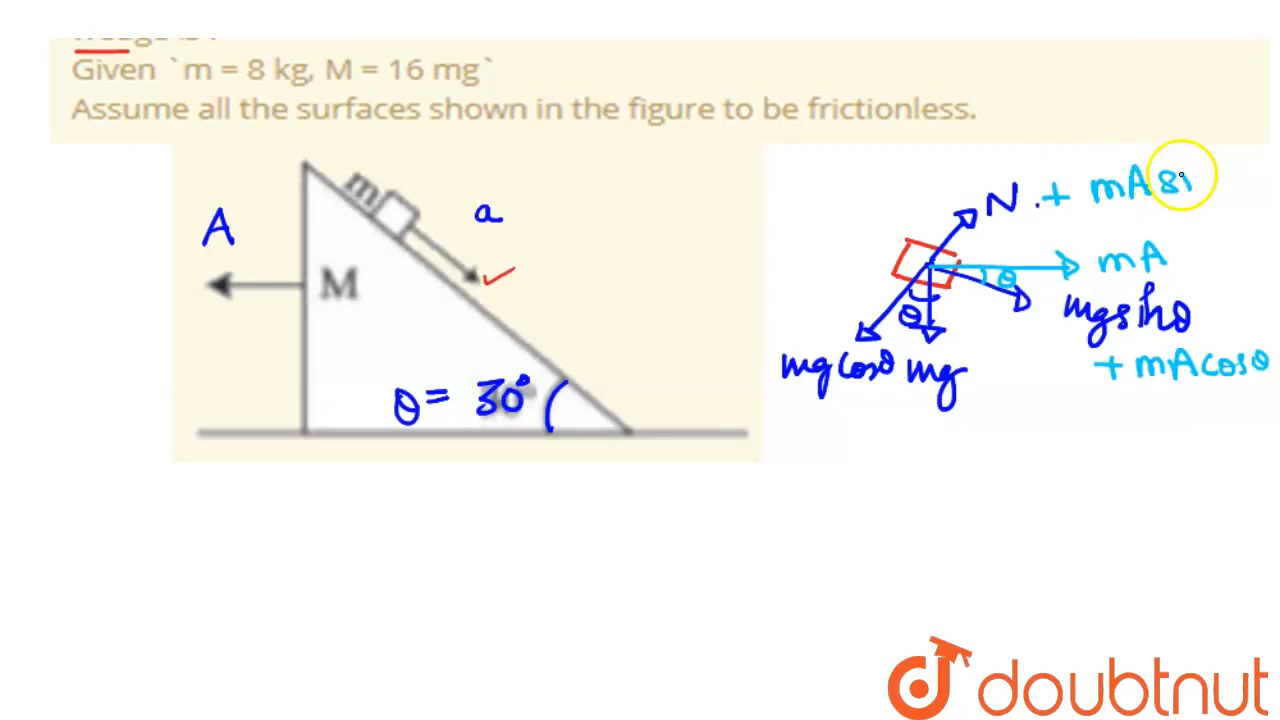 Given `m = 8 kg, M = 16 mg`
Assume all the surfaces shown in the figure to be frictionless.
m
a
A
M
θ = 30°
N. + mA si
mA
θ
mg sinθ
+ mA cosθ
θ
mg cosθ mg
doubtnut